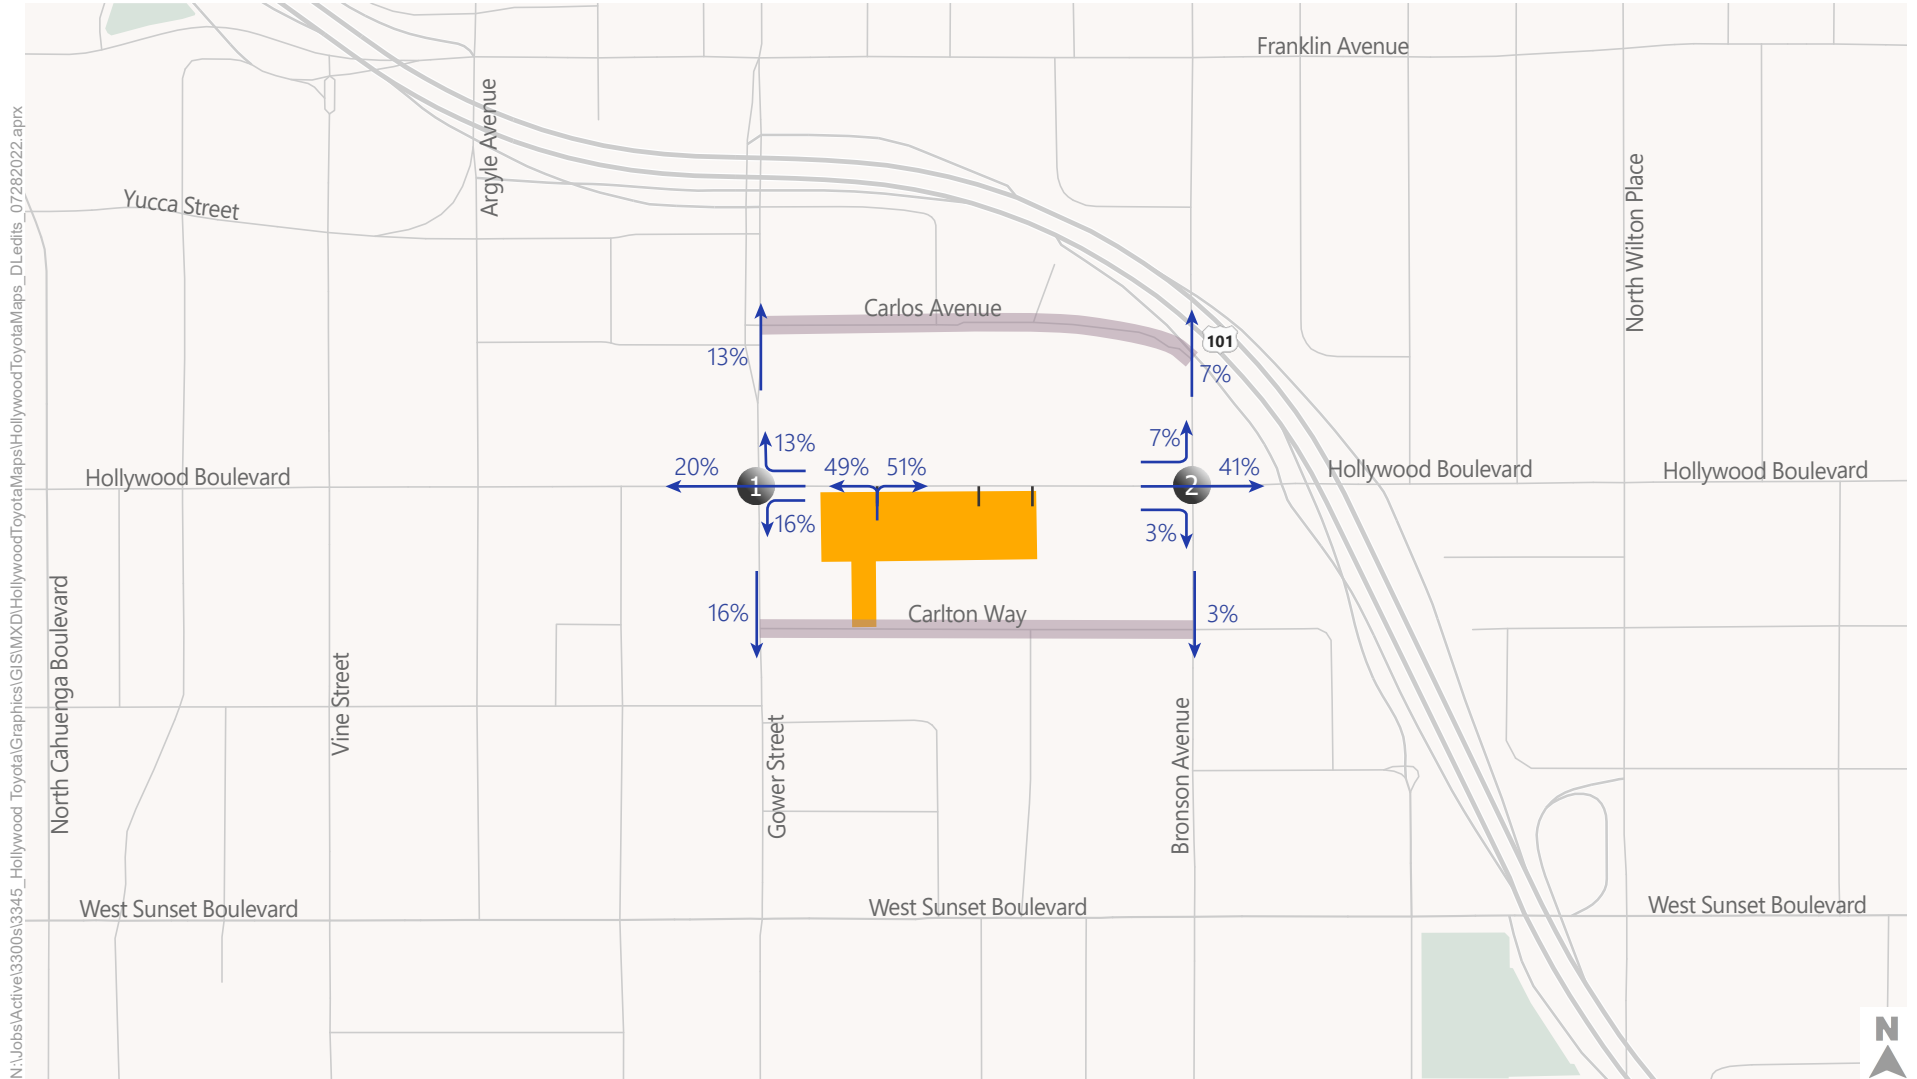 Franklin Avenue
Argyle Avenue
Yucca Street
North Wilton Place
Carlos Avenue
101
13%
7%
13%
7%
20%
49%
51%
41%
Hollywood Boulevard
1
2
Hollywood Boulevard
Hollywood Boulevard
16%
3%
16%
Carlton Way
3%
North Cahuenga Boulevard
Vine Street
Gower Street
Bronson Avenue
West Sunset Boulevard
West Sunset Boulevard
West Sunset Boulevard
N
N:\Jobs\Active\3300s\3345_Hollywood Toyota\Graphics\GIS\MXD\HollywoodToyotaMaps\HollywoodToyotaMaps_DLedits_07282022.aprx